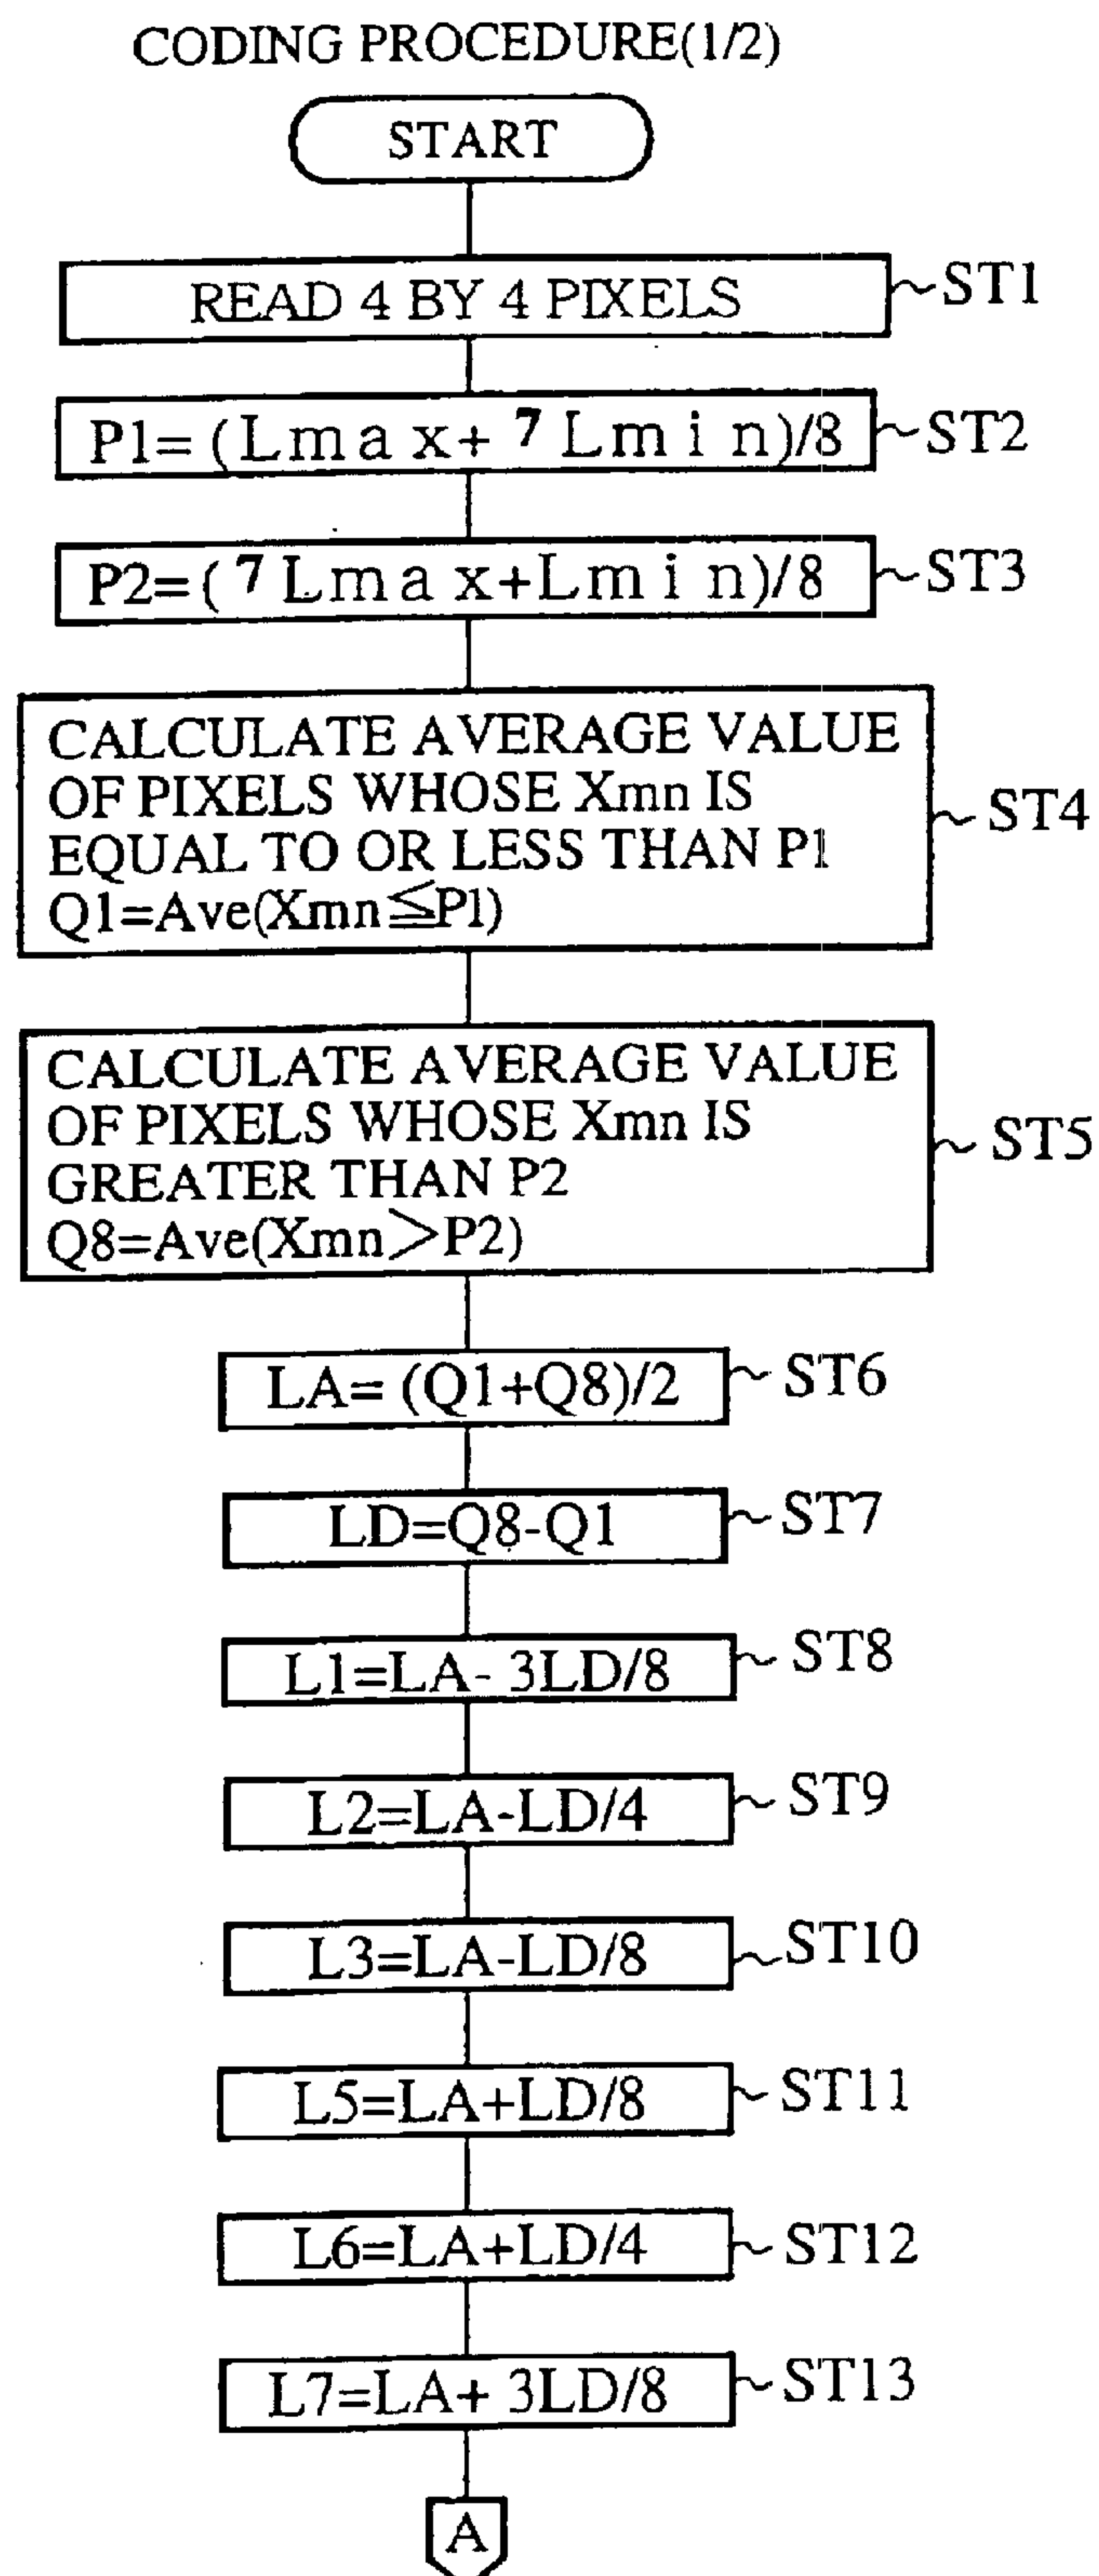 CODING PROCEDURE(1/2)
START
READ 4 BY 4 PIXELS
ST1
P1=(Lmax+7Lmin)/8
ST2
P2=(7Lmax+Lmin)/8
ST3
CALCULATE AVERAGE VALUE
OF PIXELS WHOSE Xmn IS
EQUAL TO OR LESS THAN P1
Q1=Ave(Xmn≦P1)
ST4
CALCULATE AVERAGE VALUE
OF PIXELS WHOSE Xmn IS
GREATER THAN P2
Q8=Ave(Xmn>P2)
ST5
LA= (Q1+Q8)/2
ST6
LD=Q8-Q1
ST7
L1=LA- 3LD/8
ST8
L2=LA-LD/4
ST9
L3=LA-LD/8
ST10
L5=LA+LD/8
ST11
L6=LA+LD/4
ST12
L7=LA+ 3LD/8
ST13
A